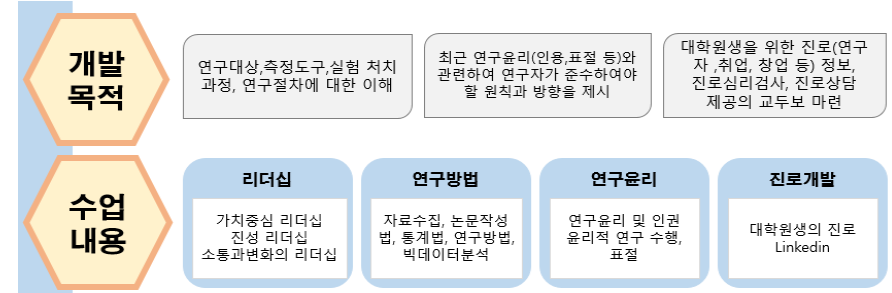 개발
목적
연구대상,측정도구,실험 처치
과정, 연구절차에 대한 이해
최근 연구윤리(인용,표절 등)와
관련하여 연구자가 준수하여야
할 원칙과 방향을 제시
대학원생을 위한 진로(연구
자 ,취업, 창업 등) 정보,
진로심리검사, 진로상담
제공의 교두보 마련
수업
내용
리더십
가치중심 리더십
진성 리더십
소통과변화의 리더십
연구방법
자료수집, 논문작성
법, 통계법, 연구방법,
빅데이터분석
연구윤리
연구윤리 및 인권
윤리적 연구 수행,
표절
진로개발
대학원생의 진로
Linkedin